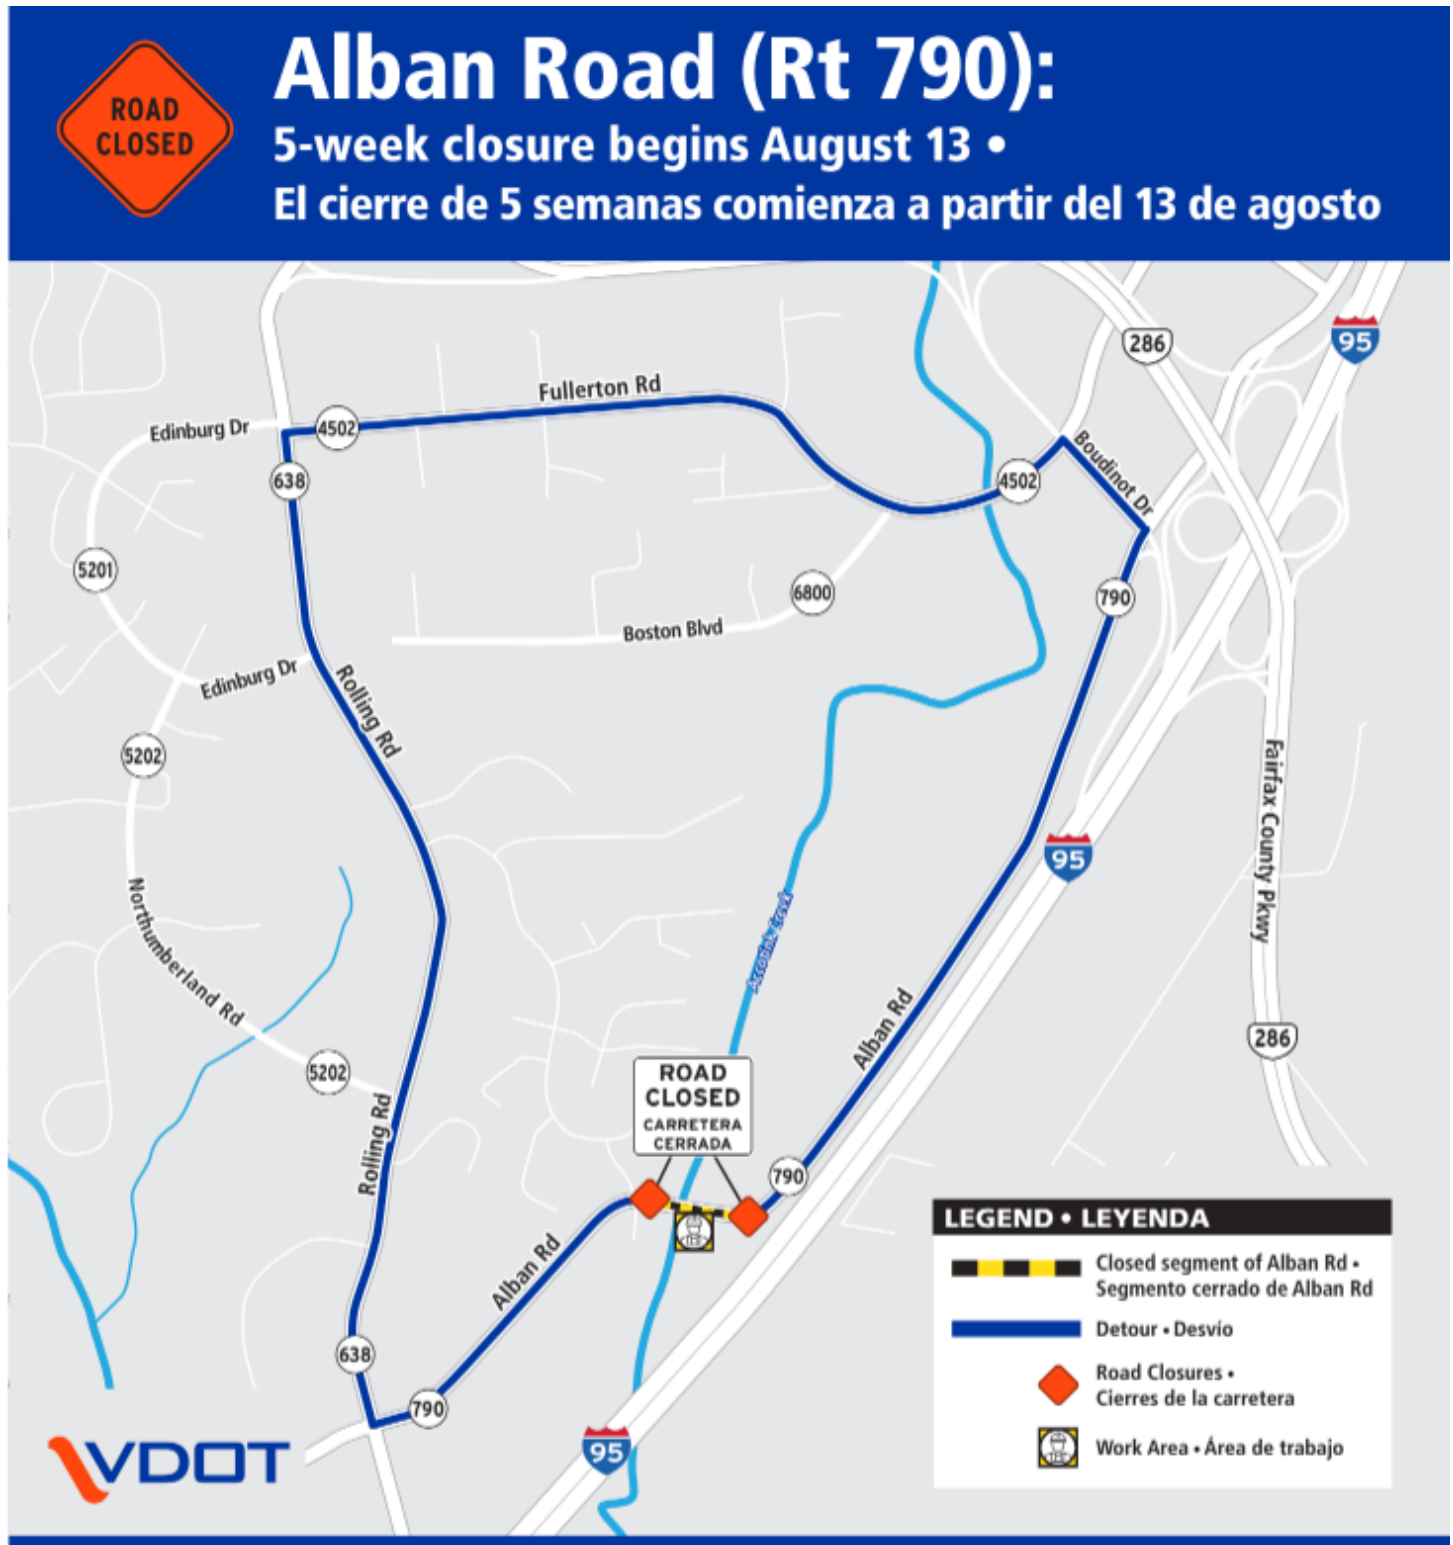 ROAD
CLOSED
Alban Road (Rt 790):
5-week closure begins August 13 •
El cierre de 5 semanas comienza a partir del 13 de agosto
286
95
Fullerton Rd
Edinburg Dr
4502
Boudinot Dr
638
4502
5201
6800
790
Boston Blvd
Edinburg Dr
Rolling Rd
5202
Fairfax County Pkwy
95
Northumberland Rd
Accotink Creek
Alban Rd
286
5202
ROAD
CLOSED
CARRETERA
CERRADA
Rolling Rd
790
Alban Rd
638
790
95
VDOT
LEGEND • LEYENDA
Closed segment of Alban Rd •
Segmento cerrado de Alban Rd
Detour • Desvío
Road Closures •
Cierres de la carretera
Work Area • Área de trabajo